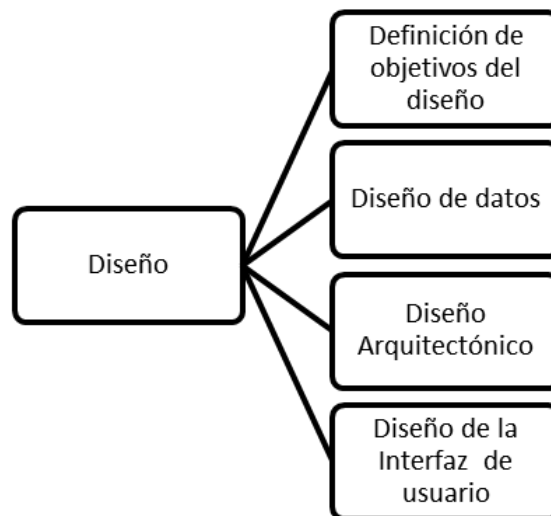 Definición de
objetivos del
diseño
Diseño de datos
Diseño
Diseño
Arquitectónico
Diseño de la
Interfaz de
usuario